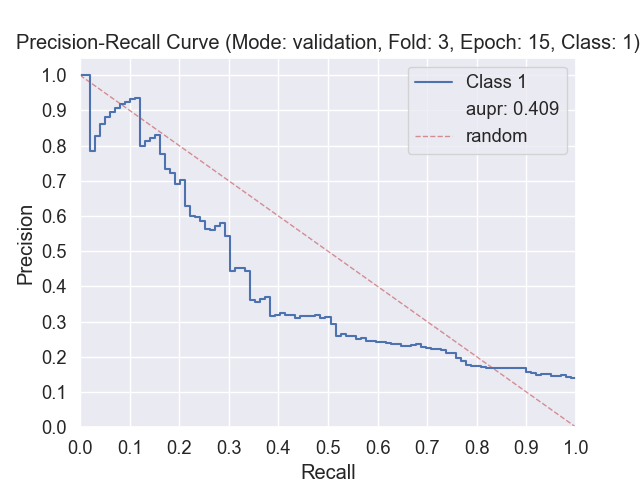 Precision-Recall Curve (Mode: validation, Fold: 3, Epoch: 15, Class: 1)
1.0
0.9
0.8
0.7
0.6
0.5
0.4
0.3
0.2
0.1
0.0
Precision
Class 1
aupr: 0.409
random
0.0 0.1 0.2 0.3 0.4 0.5 0.6 0.7 0.8 0.9 1.0
Recall